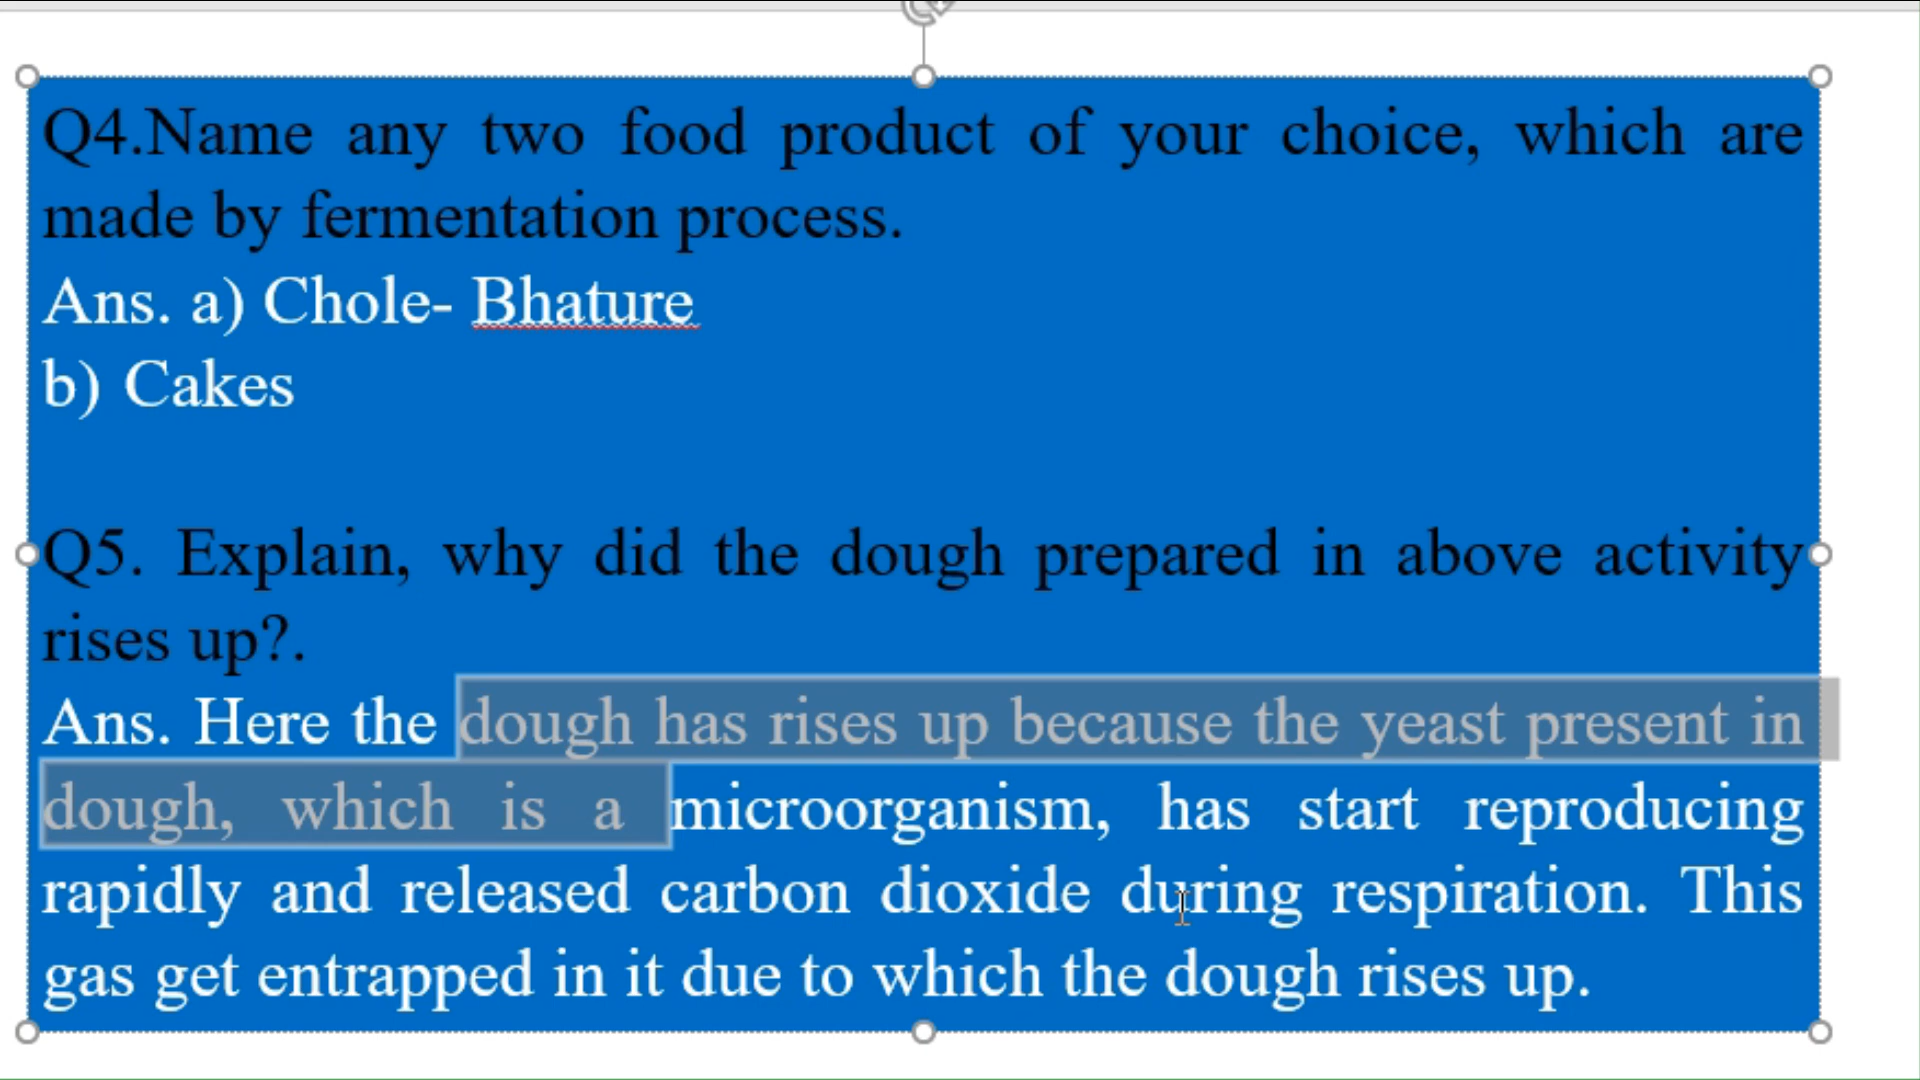 Q4.Name any two food product of your choice, which are
made by fermentation process.
Ans. a) Chole- Bhature
b) Cakes
Q5. Explain, why did the dough prepared in above activity
rises up?.
Ans. Here the dough has rises up because the yeast present in
dough, which is a microorganism, has start reproducing
rapidly and released carbon dioxide during respiration. This
gas get entrapped in it due to which the dough rises up.